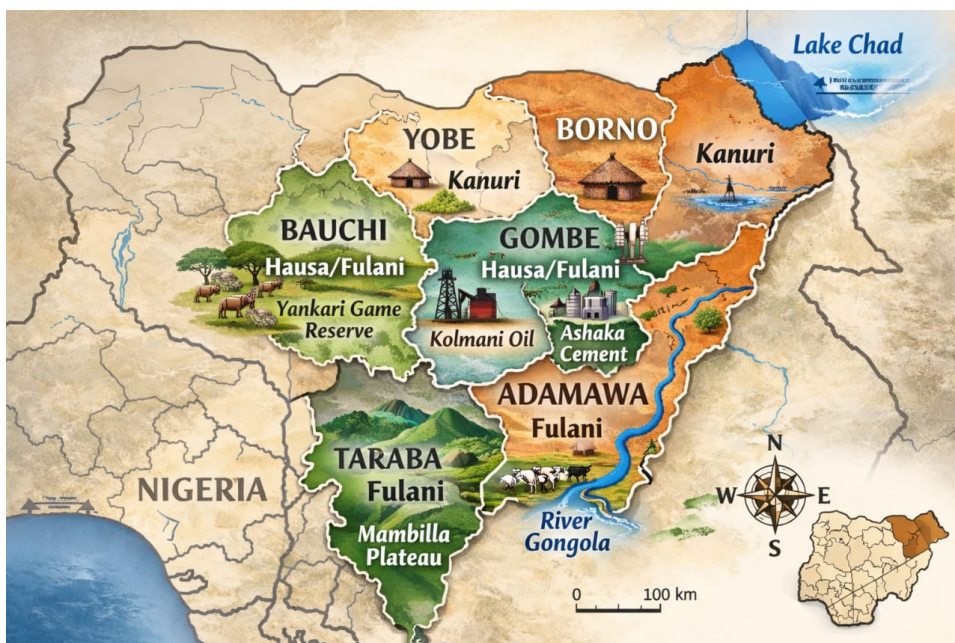 Lake Chad
YOBE
Kanuri
BORNO
Kanuri
BAUCHI
Hausa/Fulani
Yankari Game
Reserve
GOMBE
Hausa/Fulani
Kolmani Oil
Ashaka
Cement
ADAMAWA
Fulani
TARABA
Fulani
Mambilla
Plateau
NIGERIA
River
Gongola
N
W
E
S
0 100 km